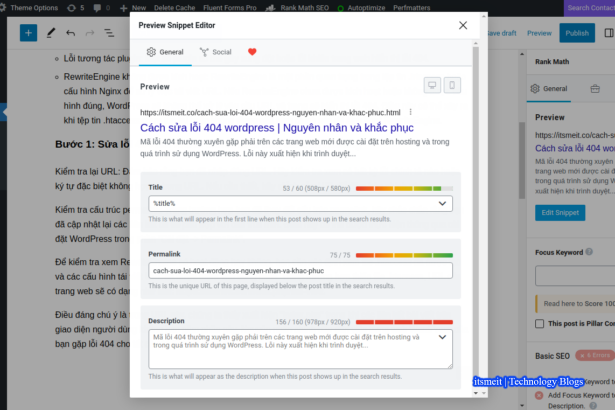 Theme Options 5 0 New Delete Cache Fluent Forms Pro Rank Math SEO Autoptimize Perfmatters Search Contact
Preview Snippet Editor
General Social
Preview
https://itsmeit.co/cach-sua-loi-404-wordpress-nguyen-nhan-va-khac-phuc.html
Cách sửa lỗi 404 wordpress | Nguyên nhân và khắc phục
Mã lỗi 404 thường xuyên gặp phải trên các trang web mới được cài đặt trên hosting và trong
quá trình sử dụng WordPress. Lỗi này xuất hiện khi trình duyệt...
Title 53 / 60 (508px / 580px)
%title%
This is what will appear in the first line when this post shows up in the search results.
Permalink 75 / 75
cach-sua-loi-404-wordpress-nguyen-nhan-va-khac-phuc
This is the unique URL of this page, displayed below the post title in the search results.
Description 156 / 160 (978px / 920px)
Mã lỗi 404 thường xuyên gặp phải trên các trang web mới được cài đặt trên hosting và
trong quá trình sử dụng WordPress. Lỗi này xuất hiện khi trình duyệt...
This is what will appear as the description when this post shows up in the search results.
Lỗi tương tác plu
RewriteEngine kh
cấu hình Nginx đ
hình đúng, WordP
khi tệp tin .htacce
Bước 1: Sửa lỗ
Kiểm tra lại URL: Đả
ký tự đặc biệt không
Kiểm tra cấu trúc pe
đã cập nhật lại các
đặt WordPress tron
Để kiểm tra xem Re
và các cấu hình tái
trang web sẽ có dạn
Điều đáng chú ý là t
giao diện người dùn
bạn gặp lỗi 404 cho
Save draft Preview Publish
Rank Math
General
Preview
https://itsmeit.co/cach-s
Cách sửa lỗi 404 wo
Mã lỗi 404 thường xuyê
trang web mới được cài
quá trình sử dụng Word
xuất hiện khi trình duyệt
Edit Snippet
Focus Keyword
Read here to Score 100
This post is Pillar Con
Basic SEO 6 Errors
Add Focus Keyword to
Description.
itsmeit | Technology Blogs